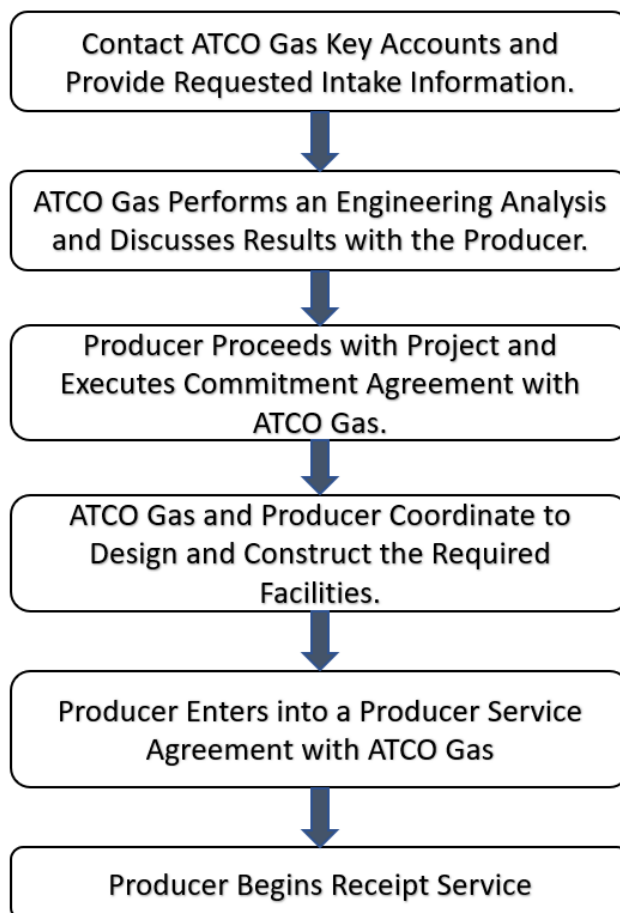 Contact ATCO Gas Key Accounts and
Provide Requested Intake Information.
ATCO Gas Performs an Engineering Analysis
and Discusses Results with the Producer.
Producer Proceeds with Project and
Executes Commitment Agreement with
ATCO Gas.
ATCO Gas and Producer Coordinate to
Design and Construct the Required
Facilities.
Producer Enters into a Producer Service
Agreement with ATCO Gas
Producer Begins Receipt Service